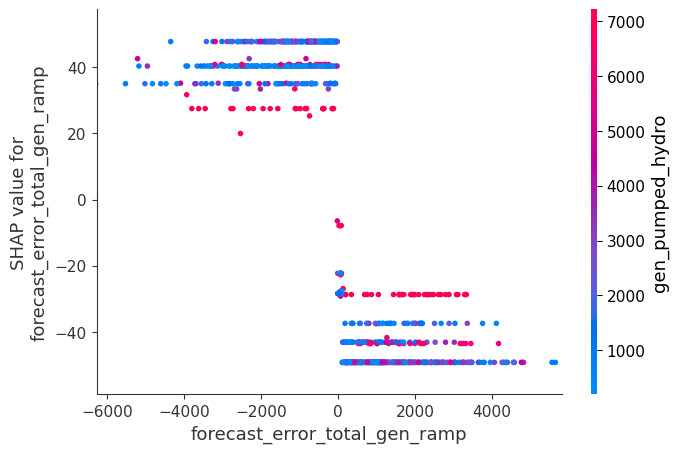 SHAP value for
forecast_error_total_gen_ramp
40
20
0
−20
−40
−6000 −4000 −2000 0 2000 4000
forecast_error_total_gen_ramp
7000
6000
5000
4000
3000
2000
1000
gen_pumped_hydro